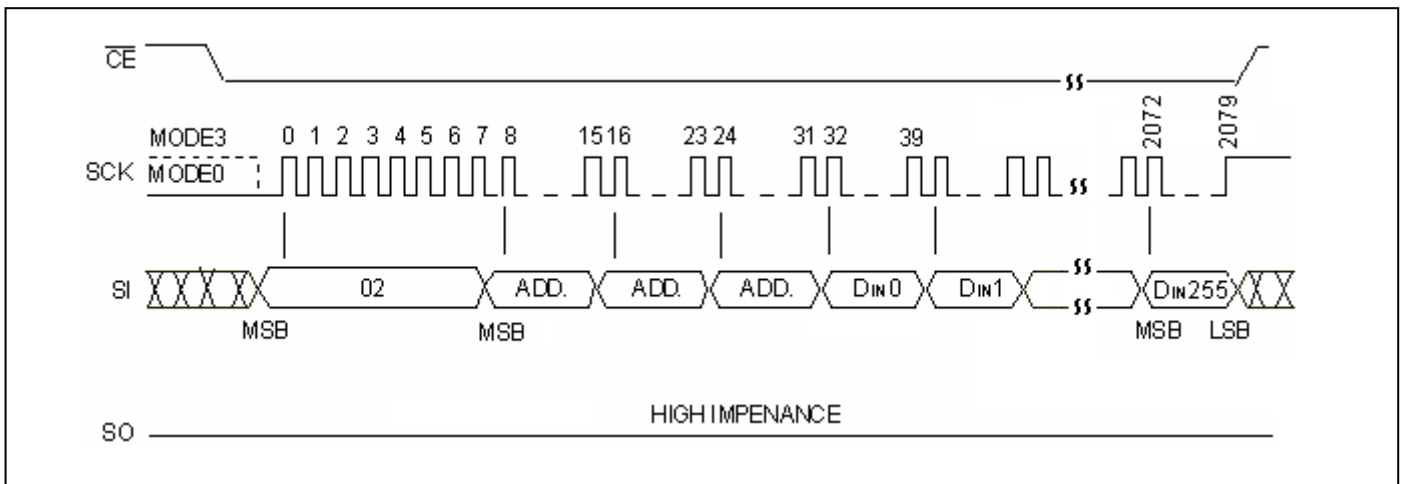 CE
MODE3 0 1 2 3 4 5 6 7 8 15 16 23 24 31 32 39 2072 2079
SCK MODE0
SI 02 ADD. ADD. ADD. DIN0 DIN1 DIN255
MSB MSB MSB LSB
HIGH IMPENANCE
SO